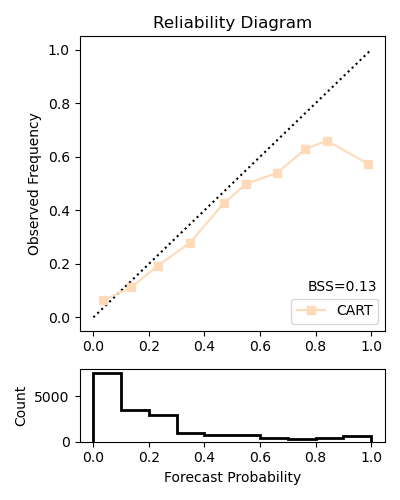 Reliability Diagram
1.0
0.8
0.6
0.4
0.2
0.0
Observed Frequency
BSS=0.13
CART
0.0 0.2 0.4 0.6 0.8 1.0
5000
0
Count
0.0 0.2 0.4 0.6 0.8 1.0
Forecast Probability